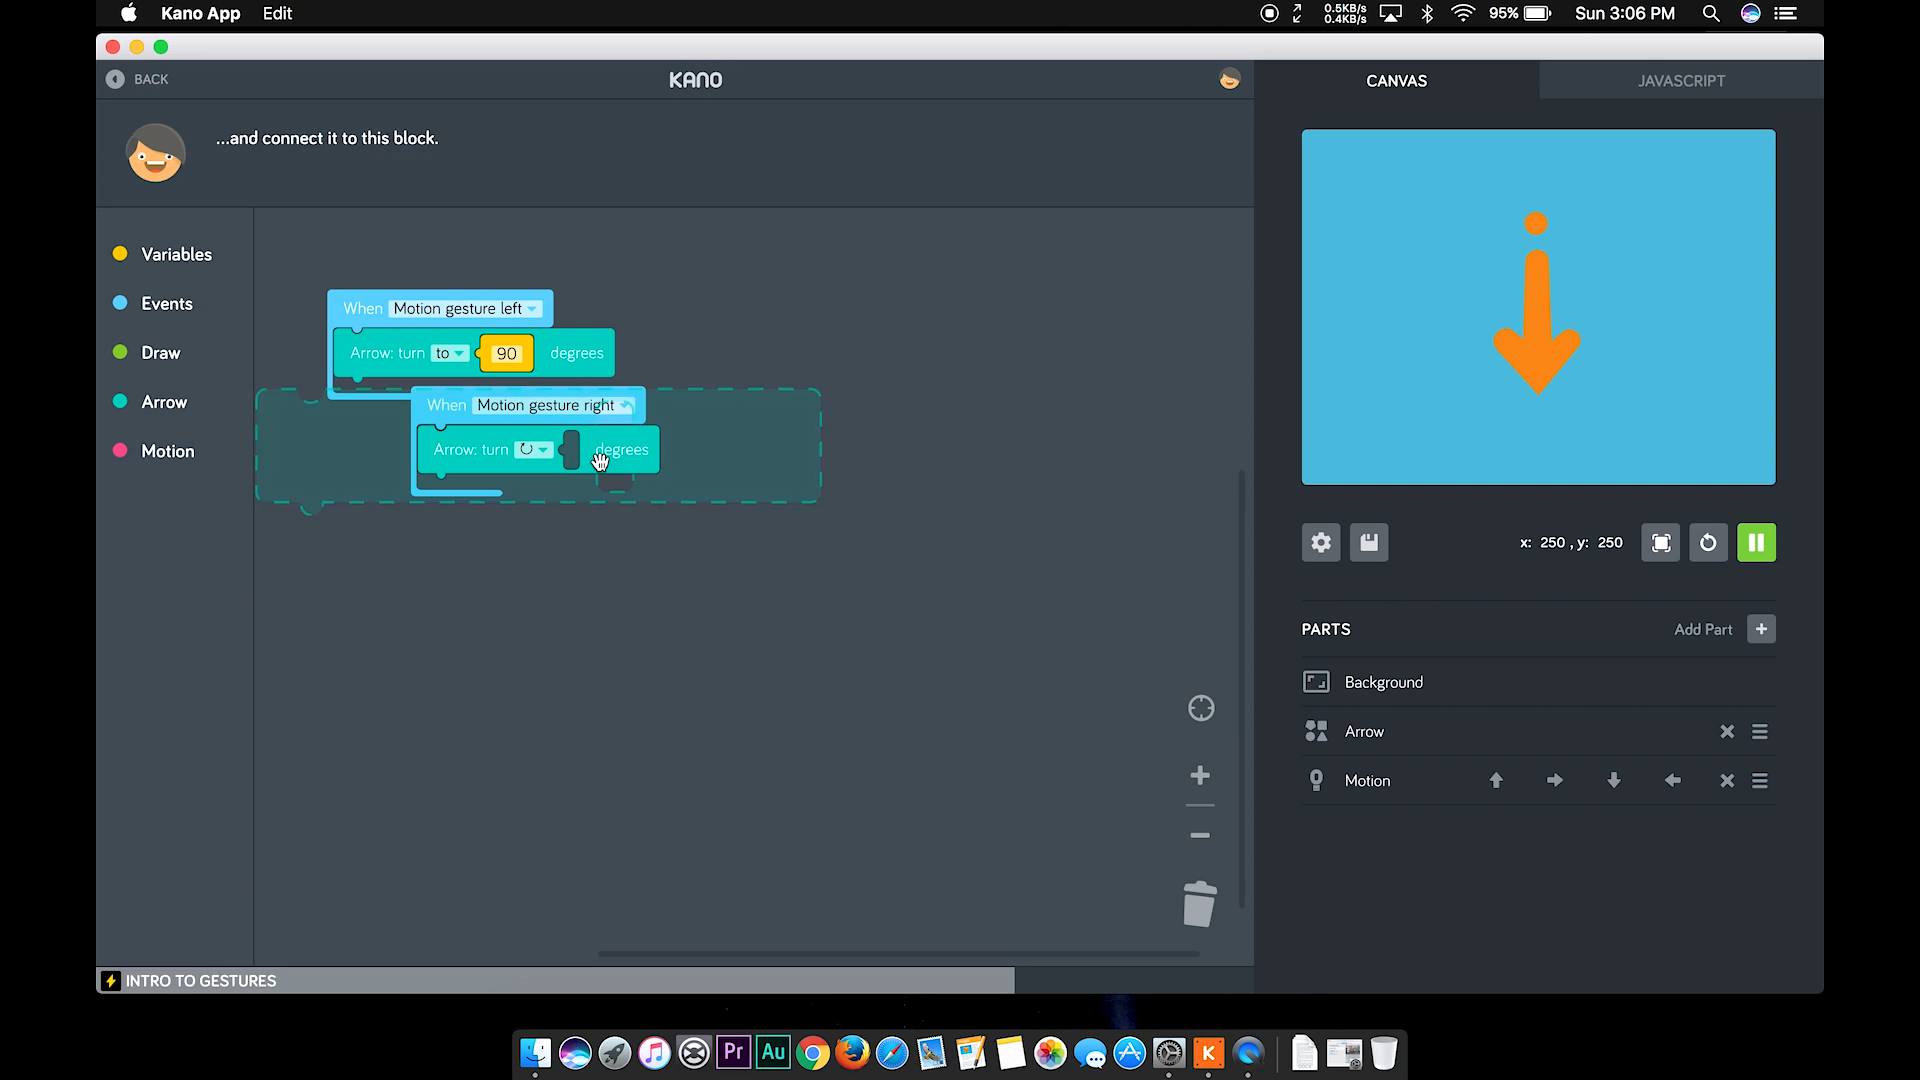 Kano App Edit
0.5KB/s
0.4KB/s
95%
Sun 3:06 PM
BACK
KANO
CANVAS
JAVASCRIPT
...and connect it to this block.
Variables
Events
Draw
Arrow
Motion
When Motion gesture left
Arrow: turn to 90 degrees
When Motion gesture right
Arrow: turn degrees
x: 250 , y: 250
PARTS
Add Part
Background
Arrow
Motion
INTRO TO GESTURES
Pr
Au
K